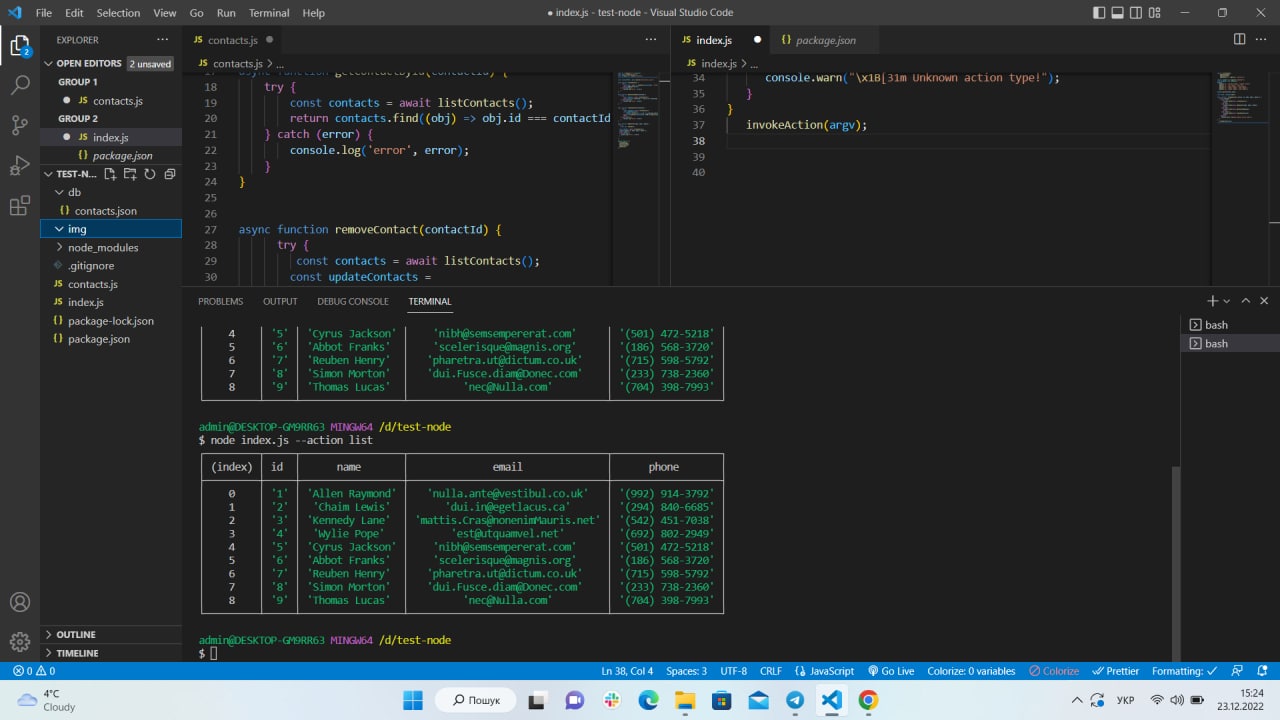 File Edit Selection View Go Run Terminal Help
● index.js - test-node - Visual Studio Code
EXPLORER
OPEN EDITORS 2 unsaved
GROUP 1
contacts.js
GROUP 2
index.js
package.json
TEST-N...
db
contacts.json
img
node_modules
.gitignore
contacts.js
index.js
package-lock.json
package.json
OUTLINE
TIMELINE
2
JS contacts.js
JS contacts.js > ...
17 async function getContactById(contactId) {
18 try {
19 const contacts = await listContacts();
20 return contacts.find((obj) => obj.id === contactId
21 } catch (error) {
22 console.log('error', error);
23 }
24 }
25
26
27 async function removeContact(contactId) {
28 try {
29 const contacts = await listContacts();
30 const updateContacts =
JS index.js
{} package.json
JS index.js > ...
34 console.warn("\x1B[31m Unknown action type!");
35 }
36 }
37 invokeAction(argv);
38
39
40
PROBLEMS OUTPUT DEBUG CONSOLE TERMINAL
bash
bash
4 '5' 'Cyrus Jackson' 'nibh@semsempererat.com' '(501) 472-5218'
5 '6' 'Abbot Franks' 'scelerisque@magnis.org' '(186) 568-3720'
6 '7' 'Reuben Henry' 'pharetra.ut@dictum.co.uk' '(715) 598-5792'
7 '8' 'Simon Morton' 'dui.Fusce.diam@Donec.com' '(233) 738-2360'
8 '9' 'Thomas Lucas' 'nec@Nulla.com' '(704) 398-7993'
admin@DESKTOP-GM9RR63 MINGW64 /d/test-node
$ node index.js --action list
(index) id name email phone
0 '1' 'Allen Raymond' 'nulla.ante@vestibul.co.uk' '(992) 914-3792'
1 '2' 'Chaim Lewis' 'dui.in@egetlacus.ca' '(294) 840-6685'
2 '3' 'Kennedy Lane' 'mattis.Cras@nonenimMauris.net' '(542) 451-7038'
3 '4' 'Wylie Pope' 'est@utquamvel.net' '(692) 802-2949'
4 '5' 'Cyrus Jackson' 'nibh@semsempererat.com' '(501) 472-5218'
5 '6' 'Abbot Franks' 'scelerisque@magnis.org' '(186) 568-3720'
6 '7' 'Reuben Henry' 'pharetra.ut@dictum.co.uk' '(715) 598-5792'
7 '8' 'Simon Morton' 'dui.Fusce.diam@Donec.com' '(233) 738-2360'
8 '9' 'Thomas Lucas' 'nec@Nulla.com' '(704) 398-7993'
admin@DESKTOP-GM9RR63 MINGW64 /d/test-node
$
0 0 Ln 38, Col 4 Spaces: 3 UTF-8 CRLF {} JavaScript Go Live Colorize: 0 variables Colorize Prettier Formatting: ✓
4°C
Cloudy
Пошук
УКР
15:24
23.12.2022